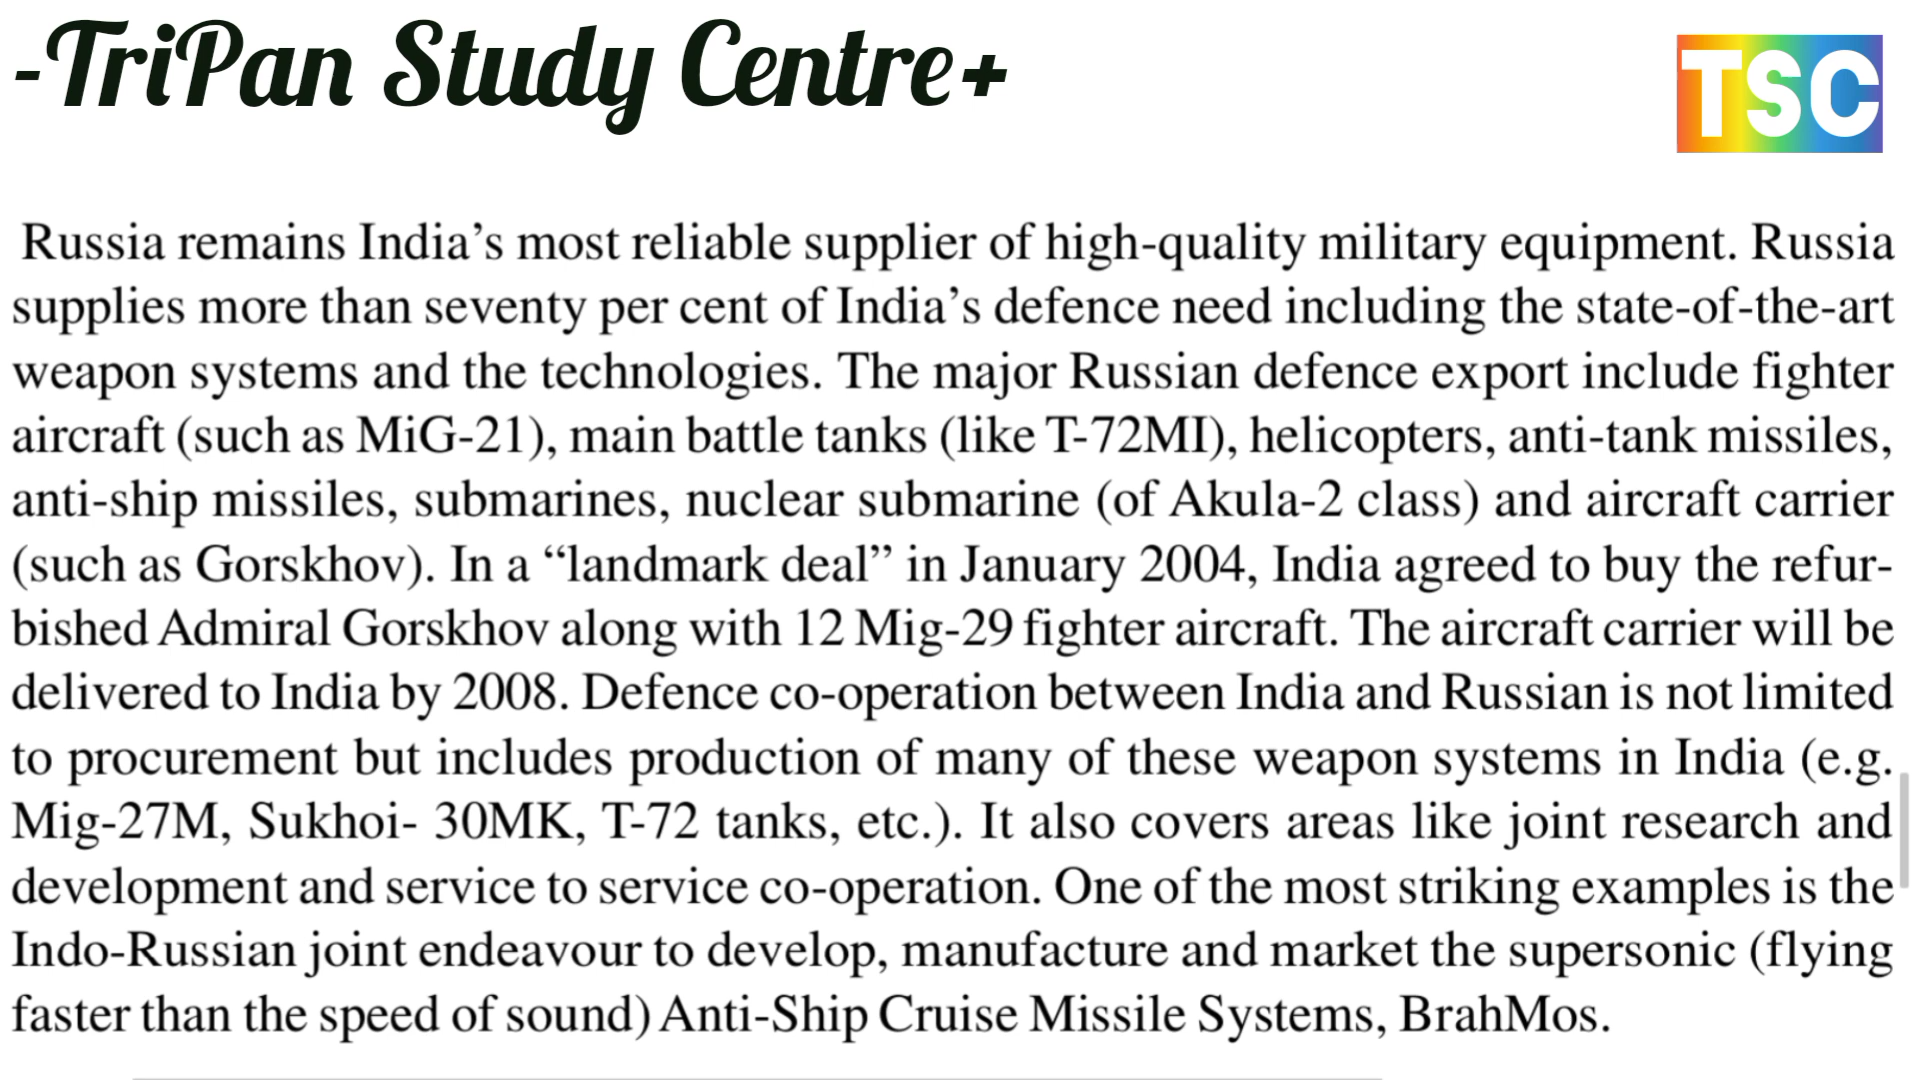 -TriPan Study Centre+
TSC
Russia remains India’s most reliable supplier of high-quality military equipment. Russia
supplies more than seventy per cent of India’s defence need including the state-of-the-art
weapon systems and the technologies. The major Russian defence export include fighter
aircraft (such as MiG-21), main battle tanks (like T-72MI), helicopters, anti-tank missiles,
anti-ship missiles, submarines, nuclear submarine (of Akula-2 class) and aircraft carrier
(such as Gorskhov). In a “landmark deal” in January 2004, India agreed to buy the refur-
bished Admiral Gorskhov along with 12 Mig-29 fighter aircraft. The aircraft carrier will be
delivered to India by 2008. Defence co-operation between India and Russian is not limited
to procurement but includes production of many of these weapon systems in India (e.g.
Mig-27M, Sukhoi- 30MK, T-72 tanks, etc.). It also covers areas like joint research and
development and service to service co-operation. One of the most striking examples is the
Indo-Russian joint endeavour to develop, manufacture and market the supersonic (flying
faster than the speed of sound) Anti-Ship Cruise Missile Systems, BrahMos.